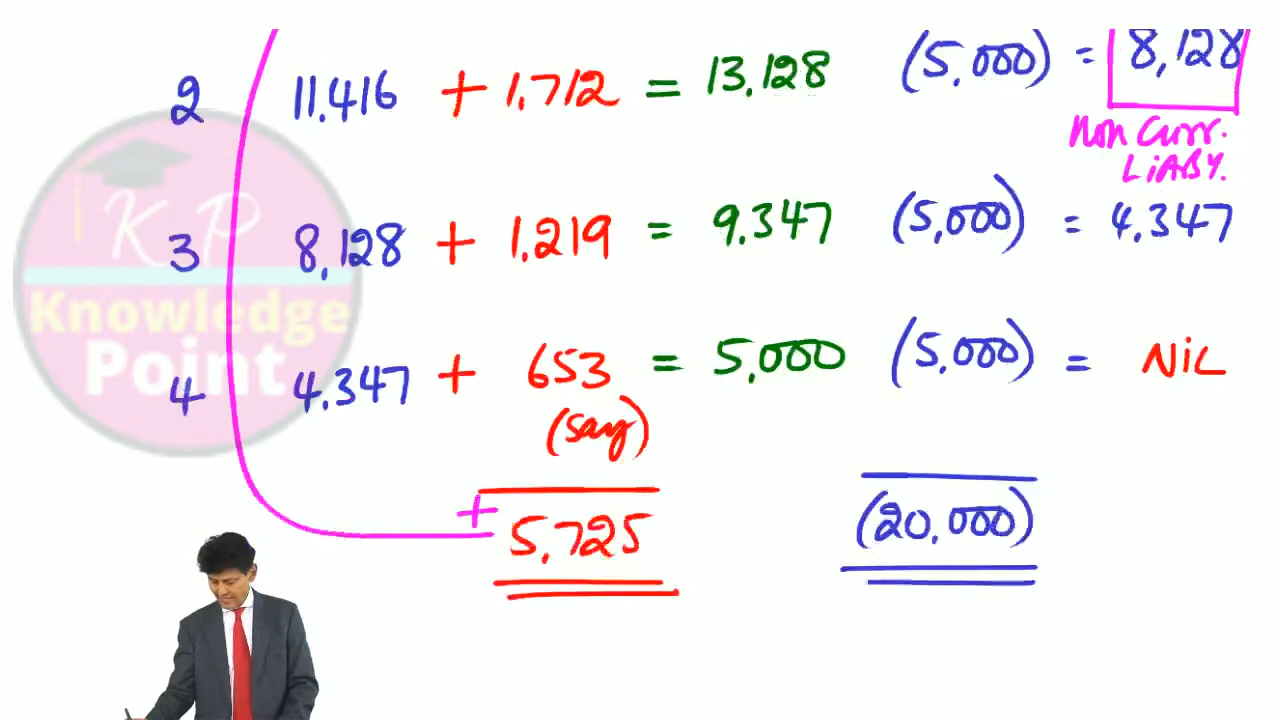 2 11.416 + 1.712 = 13.128 (5,000) = 8,128
Non Curr.
LiABY.
3 8,128 + 1.219 = 9.347 (5,000) = 4.347
4 4.347 + 653 = 5,000 (5,000) = NiL
(say)
+ 5,725 (20,000)
K P
Knowledge
Point